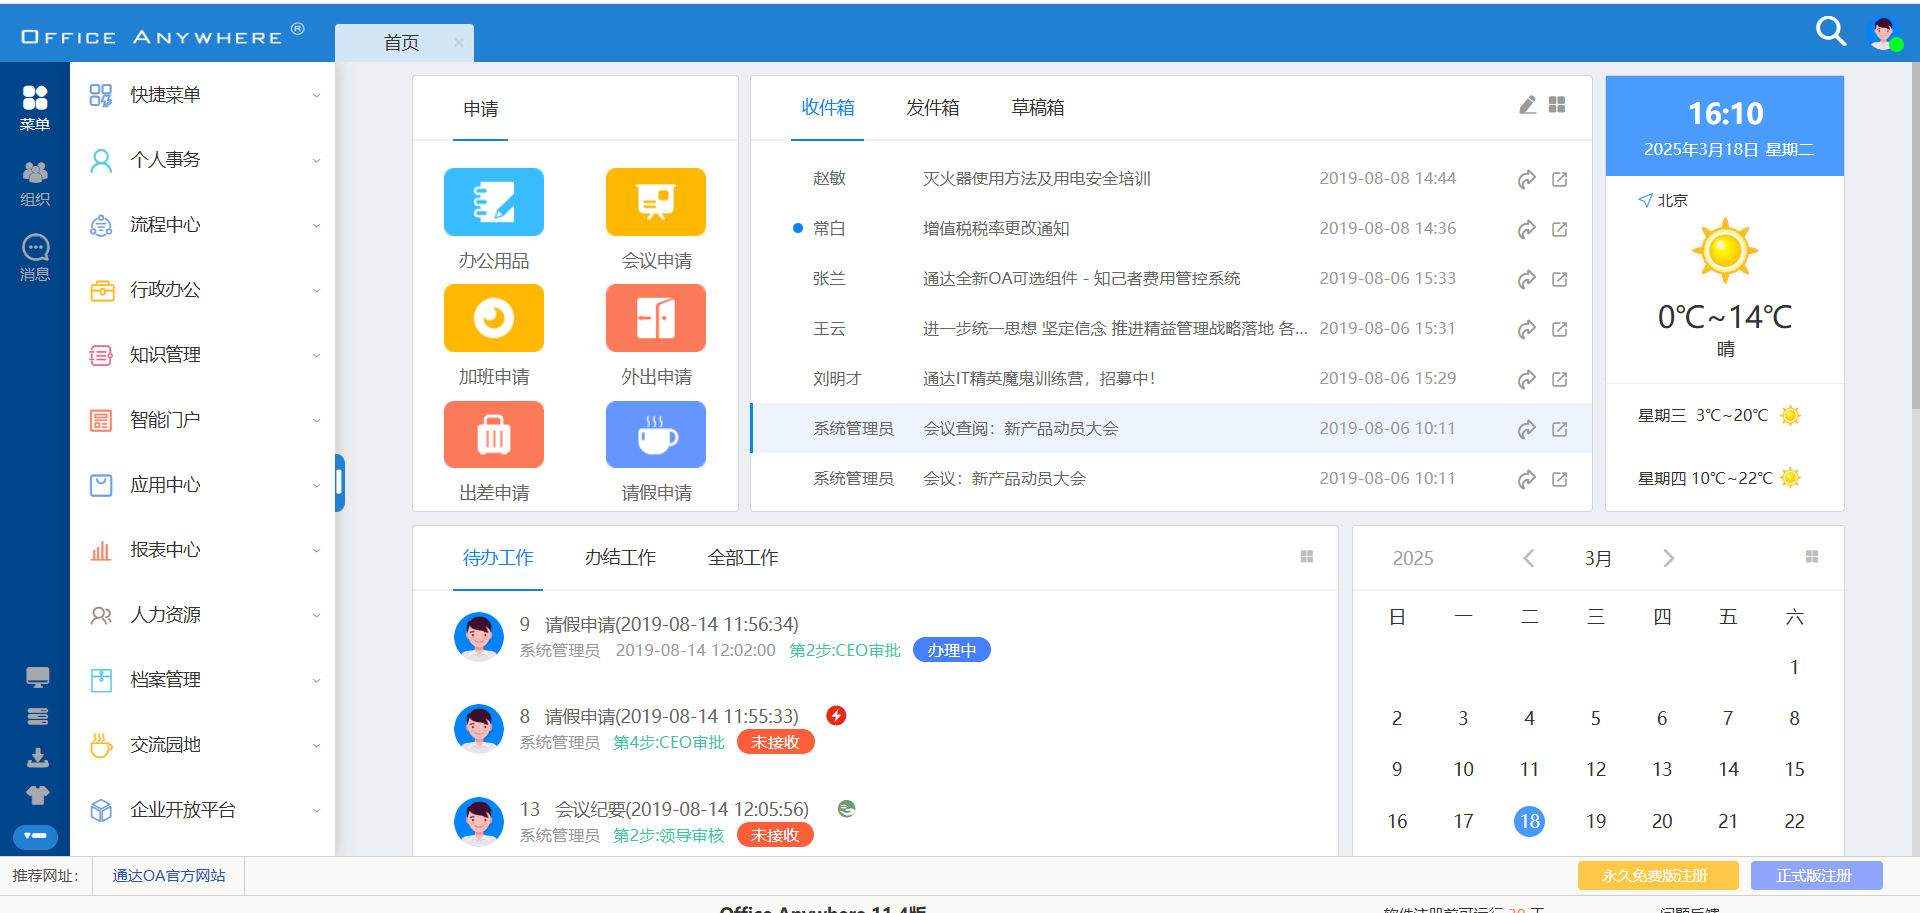 OFFICE ANYWHERE ®
首页
菜单
组织
消息
快捷菜单
个人事务
流程中心
行政办公
知识管理
智能门户
应用中心
报表中心
人力资源
档案管理
交流园地
企业开放平台
申请
办公用品
会议申请
加班申请
外出申请
出差申请
请假申请
收件箱 发件箱 草稿箱
赵敏 灭火器使用方法及用电安全培训 2019-08-08 14:44
常白 增值税税率更改通知 2019-08-08 14:36
张兰 通达全新OA可选组件 - 知己者费用管控系统 2019-08-06 15:33
王云 进一步统一思想 坚定信念 推进精益管理战略落地 各... 2019-08-06 15:31
刘明才 通达IT精英魔鬼训练营，招募中！ 2019-08-06 15:29
系统管理员 会议查阅：新产品动员大会 2019-08-06 10:11
系统管理员 会议：新产品动员大会 2019-08-06 10:11
16:10
2025年3月18日 星期二
北京
0℃~14℃
晴
星期三 3℃~20℃
星期四 10℃~22℃
待办工作 办结工作 全部工作
9 请假申请(2019-08-14 11:56:34)
系统管理员 2019-08-14 12:02:00 第2步:CEO审批 办理中
8 请假申请(2019-08-14 11:55:33)
系统管理员 第4步:CEO审批 未接收
13 会议纪要(2019-08-14 12:05:56)
系统管理员 第2步:领导审核 未接收
2025 3月
日 一 二 三 四 五 六
1
2 3 4 5 6 7 8
9 10 11 12 13 14 15
16 17 18 19 20 21 22
推荐网址： 通达OA官方网站
永久免费版注册 正式版注册
Office Anywhere 11.4版
软件注册前可运行 30 天
问题反馈